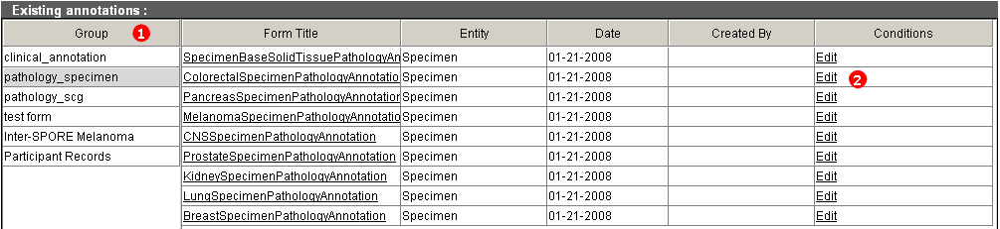 Existing annotations :
Group 1 Form Title Entity Date Created By Conditions
clinical_annotation SpecimenBaseSolidTissuePathologyAn Specimen 01-21-2008 Edit
pathology_specimen ColorectalSpecimenPathologyAnnotatio Specimen 01-21-2008 Edit 2
pathology_scg PancreasSpecimenPathologyAnnotation Specimen 01-21-2008 Edit
test form MelanomaSpecimenPathologyAnnotatio Specimen 01-21-2008 Edit
Inter-SPORE Melanoma CNSSpecimenPathologyAnnotation Specimen 01-21-2008 Edit
Participant Records ProstateSpecimenPathologyAnnotation Specimen 01-21-2008 Edit
KidneySpecimenPathologyAnnotation Specimen 01-21-2008 Edit
LungSpecimenPathologyAnnotation Specimen 01-21-2008 Edit
BreastSpecimenPathologyAnnotation Specimen 01-21-2008 Edit